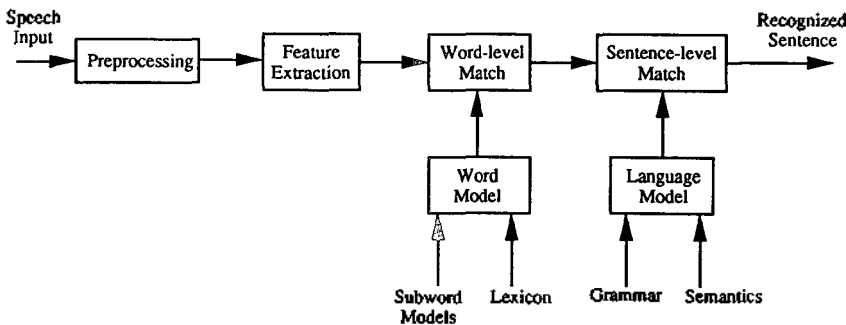 Speech
Input
Preprocessing
Feature
Extraction
Word-level
Match
Sentence-level
Match
Recognized
Sentence
Word
Model
Language
Model
Subword
Models
Lexicon
Grammar
Semantics